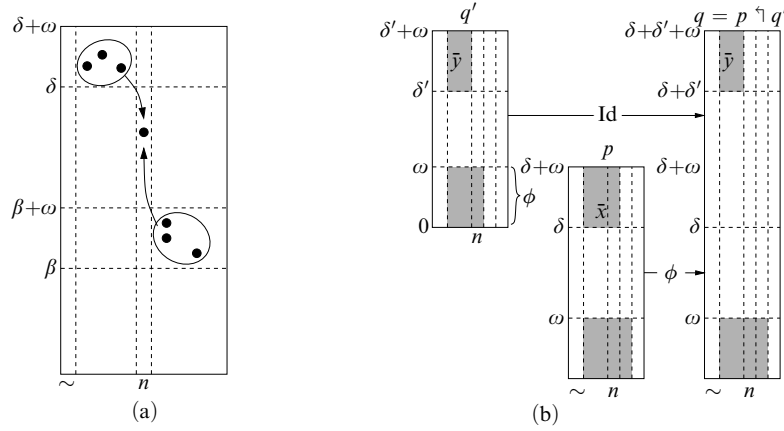 δ+ω
δ
β+ω
β
∼
n
(a)
q′
δ′+ω
ȳ
δ′
ω
0
ϕ
n
Id
p
δ+ω
x̄
δ
ω
ϕ
∼
n
q = p ↰ q′
δ+δ′+ω
ȳ
δ+δ′
δ+ω
δ
ω
∼
n
(b)